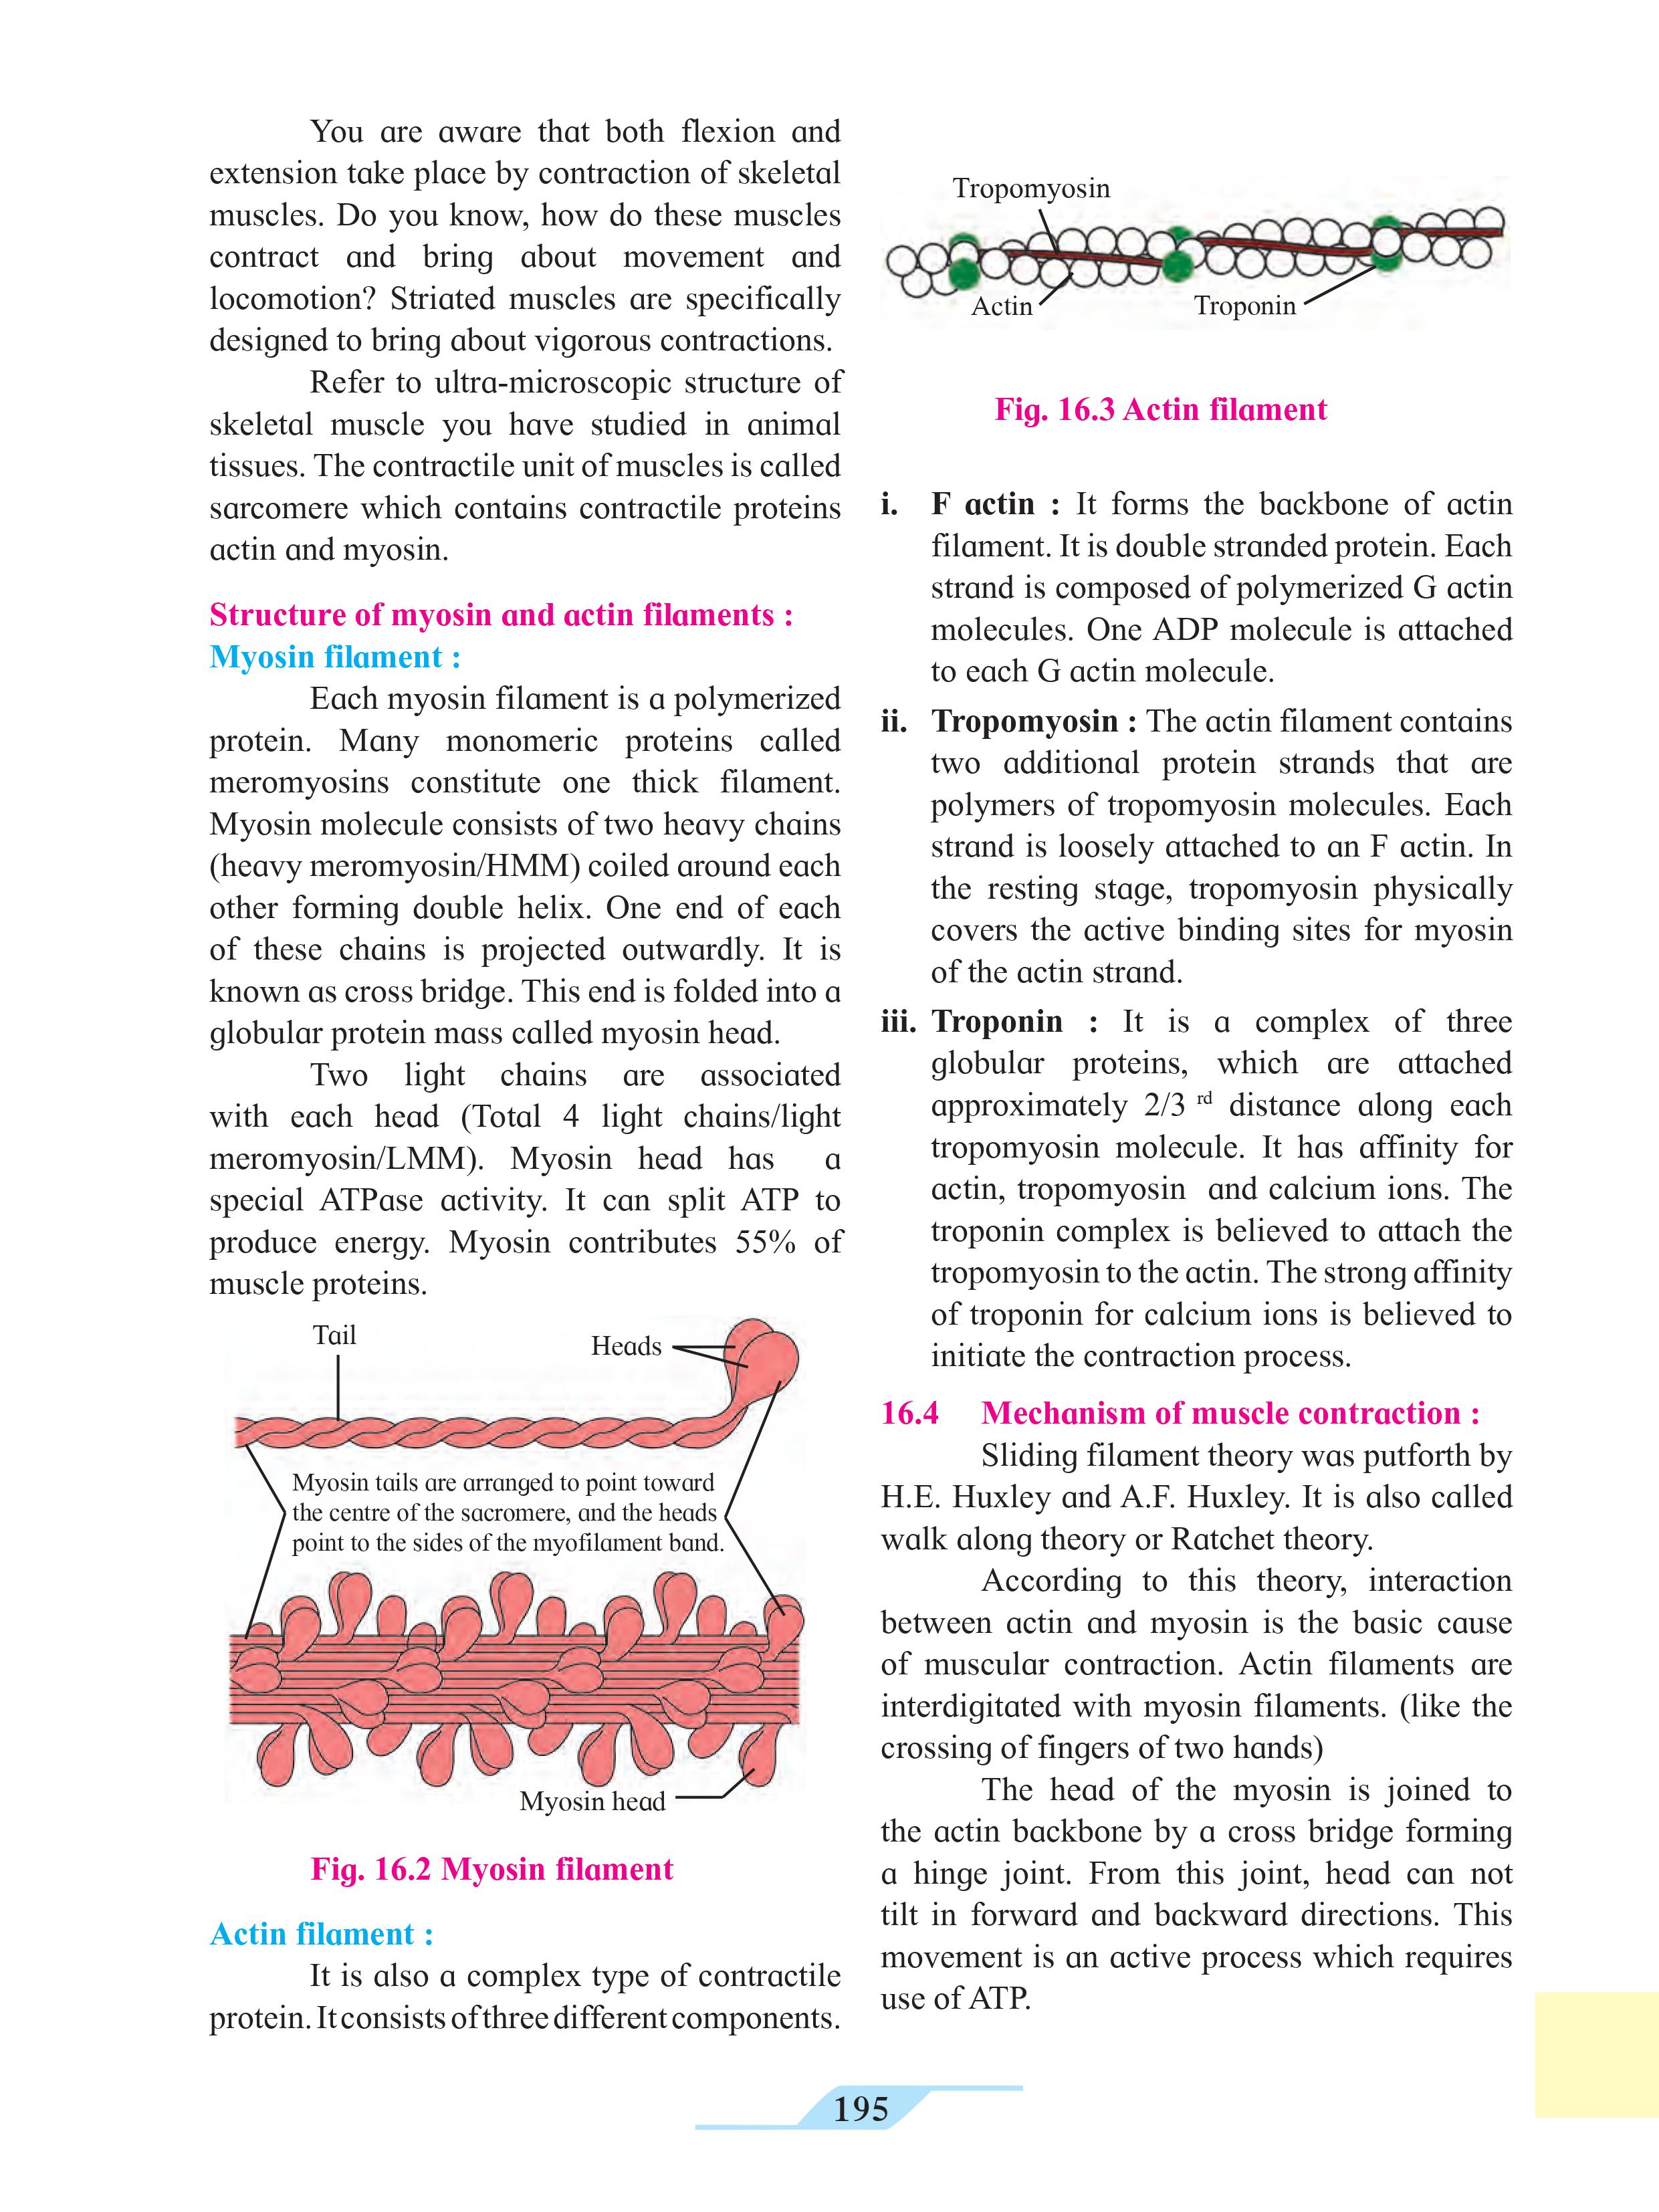 You are aware that both flexion and
extension take place by contraction of skeletal
muscles. Do you know, how do these muscles
contract and bring about movement and
locomotion? Striated muscles are specifically
designed to bring about vigorous contractions.
Refer to ultra-microscopic structure of
skeletal muscle you have studied in animal
tissues. The contractile unit of muscles is called
sarcomere which contains contractile proteins
actin and myosin.
Structure of myosin and actin filaments :
Myosin filament :
Each myosin filament is a polymerized
protein. Many monomeric proteins called
meromyosins constitute one thick filament.
Myosin molecule consists of two heavy chains
(heavy meromyosin/HMM) coiled around each
other forming double helix. One end of each
of these chains is projected outwardly. It is
known as cross bridge. This end is folded into a
globular protein mass called myosin head.
Two light chains are associated
with each head (Total 4 light chains/light
meromyosin/LMM). Myosin head has a
special ATPase activity. It can split ATP to
produce energy. Myosin contributes 55% of
muscle proteins.
Tail
Heads
Myosin tails are arranged to point toward
the centre of the sacromere, and the heads
point to the sides of the myofilament band.
Myosin head
Fig. 16.2 Myosin filament
Actin filament :
It is also a complex type of contractile
protein. It consists of three different components.
Tropomyosin
Actin
Troponin
Fig. 16.3 Actin filament
i. F actin : It forms the backbone of actin
filament. It is double stranded protein. Each
strand is composed of polymerized G actin
molecules. One ADP molecule is attached
to each G actin molecule.
ii. Tropomyosin : The actin filament contains
two additional protein strands that are
polymers of tropomyosin molecules. Each
strand is loosely attached to an F actin. In
the resting stage, tropomyosin physically
covers the active binding sites for myosin
of the actin strand.
iii. Troponin : It is a complex of three
globular proteins, which are attached
approximately 2/3 rd distance along each
tropomyosin molecule. It has affinity for
actin, tropomyosin and calcium ions. The
troponin complex is believed to attach the
tropomyosin to the actin. The strong affinity
of troponin for calcium ions is believed to
initiate the contraction process.
16.4 Mechanism of muscle contraction :
Sliding filament theory was putforth by
H.E. Huxley and A.F. Huxley. It is also called
walk along theory or Ratchet theory.
According to this theory, interaction
between actin and myosin is the basic cause
of muscular contraction. Actin filaments are
interdigitated with myosin filaments. (like the
crossing of fingers of two hands)
The head of the myosin is joined to
the actin backbone by a cross bridge forming
a hinge joint. From this joint, head can not
tilt in forward and backward directions. This
movement is an active process which requires
use of ATP.
195